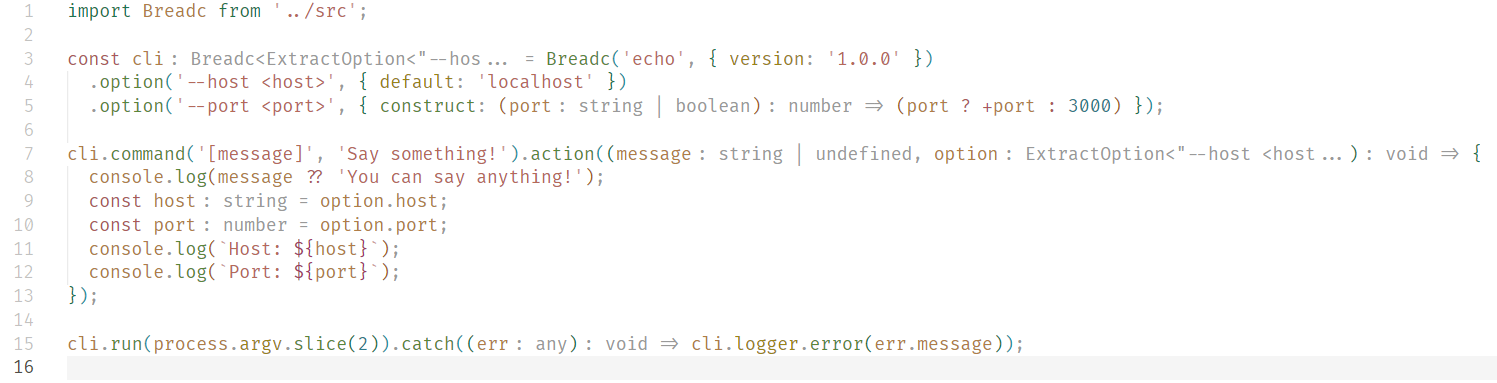 1 import Breadc from '../src';
2
3 const cli: Breadc<ExtractOption<"--hos... = Breadc('echo', { version: '1.0.0' })
4 .option('--host <host>', { default: 'localhost' })
5 .option('--port <port>', { construct: (port: string | boolean): number => (port ? +port : 3000) });
6
7 cli.command('[message]', 'Say something!').action((message: string | undefined, option: ExtractOption<"--host <host...): void => {
8 console.log(message ?? 'You can say anything!');
9 const host: string = option.host;
10 const port: number = option.port;
11 console.log(`Host: ${host}`);
12 console.log(`Port: ${port}`);
13 });
14
15 cli.run(process.argv.slice(2)).catch((err: any): void => cli.logger.error(err.message));
16